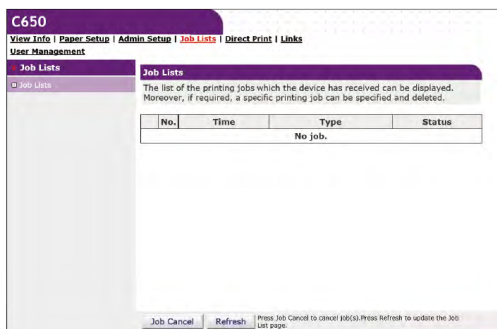 C650
View Info | Paper Setup | Admin Setup | Job Lists | Direct Print | Links
User Management
Job Lists
Job Lists
Job Lists
The list of the printing jobs which the device has received can be displayed.
Moreover, if required, a specific printing job can be specified and deleted.
No. Time Type Status
No job.
Job Cancel Refresh Press Job Cancel to cancel job(s).Press Refresh to update the Job
List page.